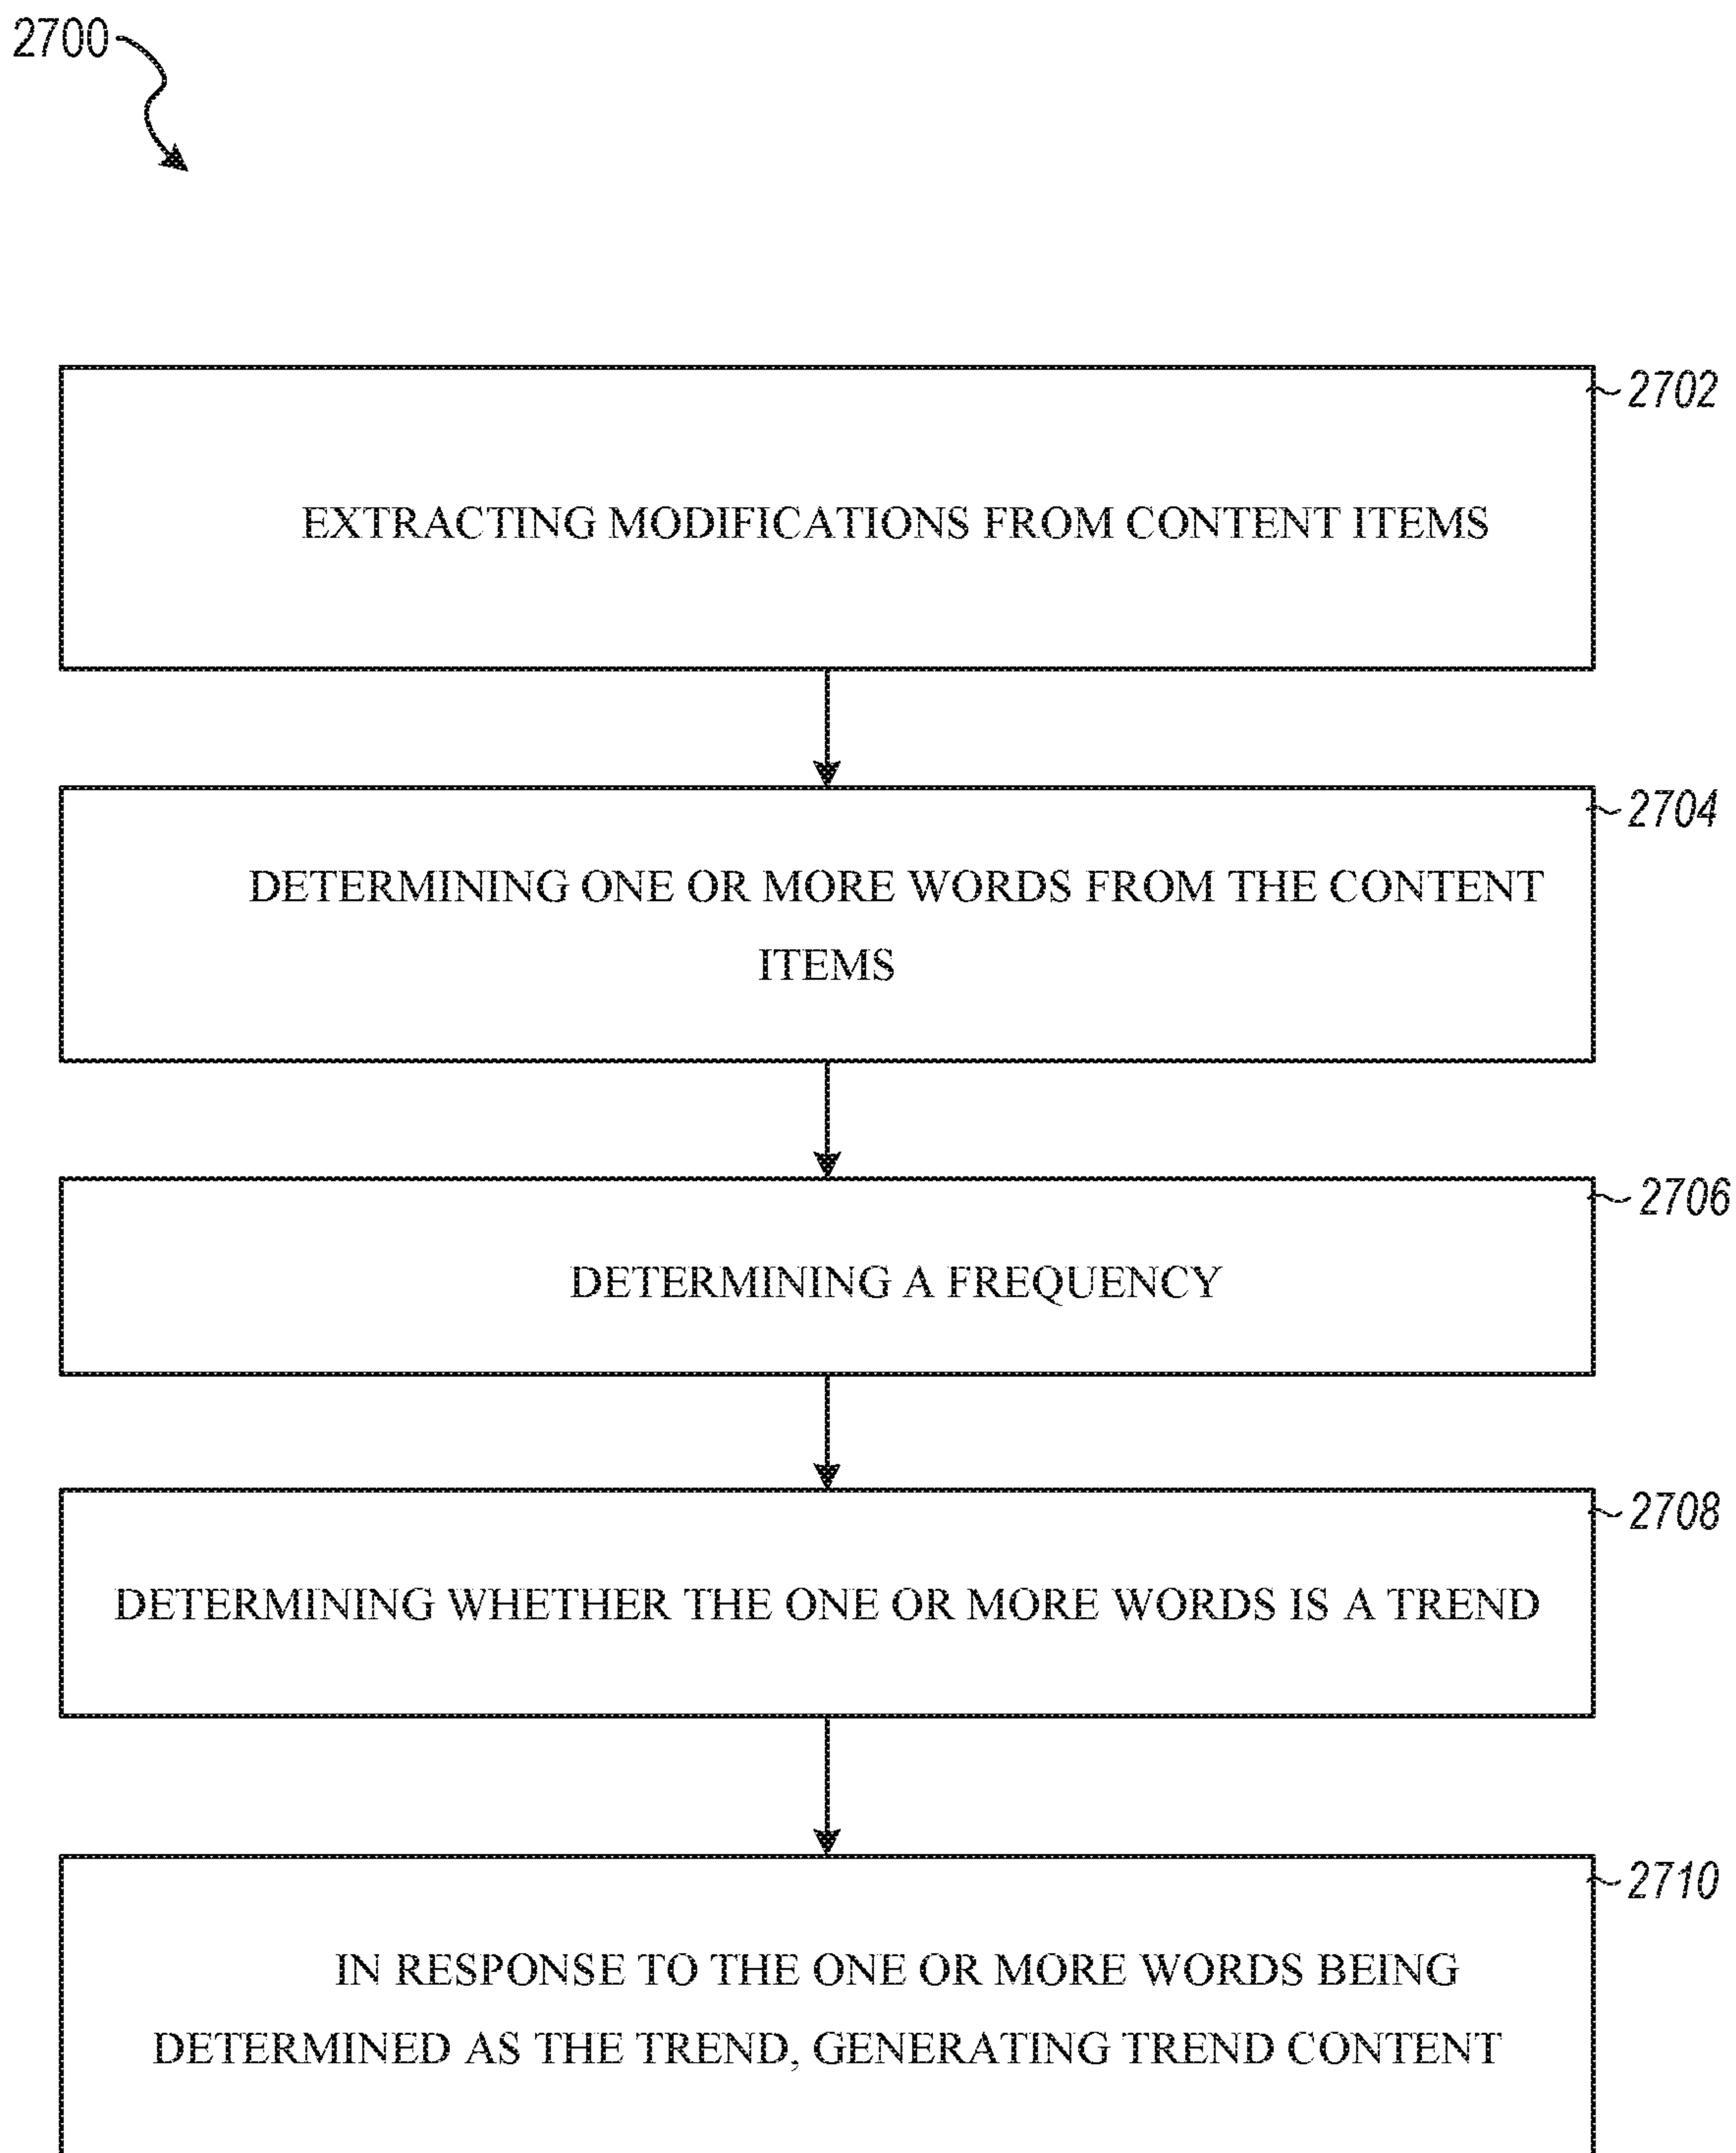 2700
2702
EXTRACTING MODIFICATIONS FROM CONTENT ITEMS
2704
DETERMINING ONE OR MORE WORDS FROM THE CONTENT
ITEMS
2706
DETERMINING A FREQUENCY
2708
DETERMINING WHETHER THE ONE OR MORE WORDS IS A TREND
2710
IN RESPONSE TO THE ONE OR MORE WORDS BEING
DETERMINED AS THE TREND, GENERATING TREND CONTENT